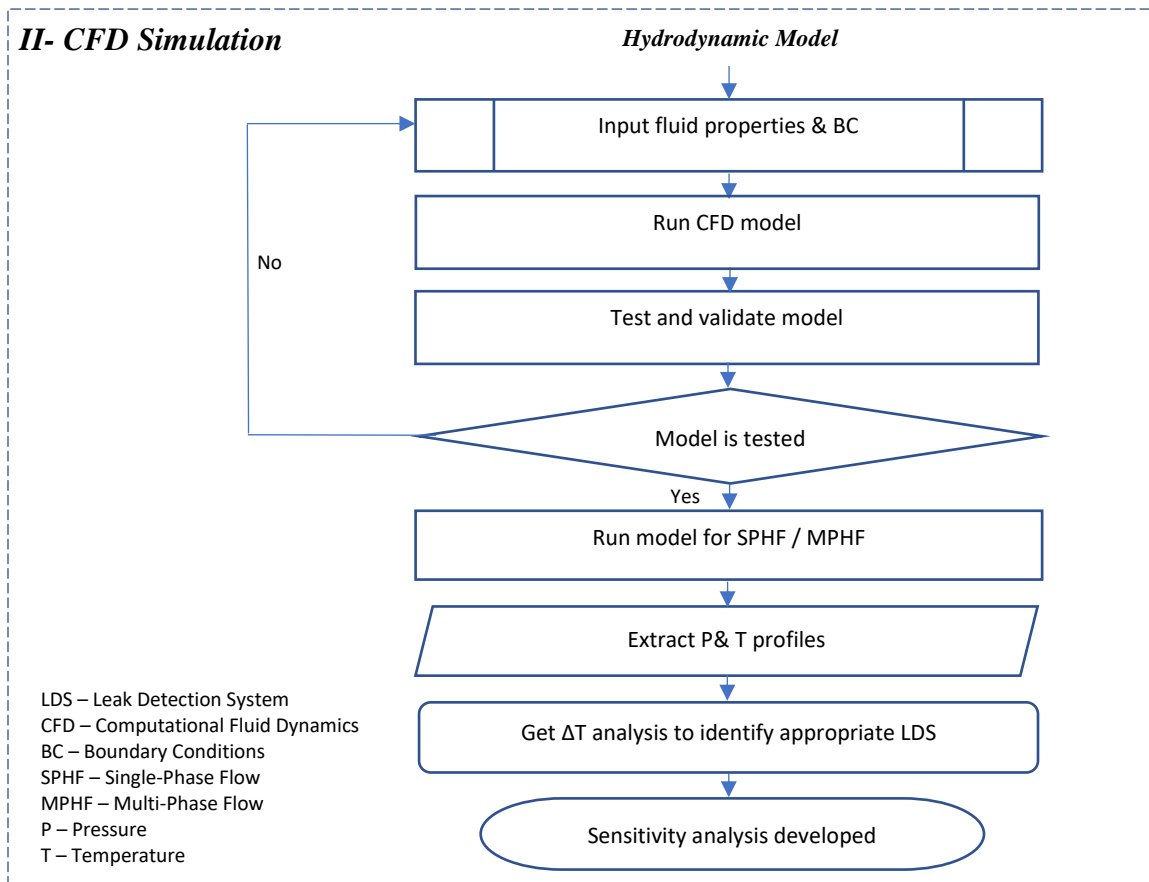 II- CFD Simulation
Hydrodynamic Model
Input fluid properties & BC
Run CFD model
No
Test and validate model
Model is tested
Yes
Run model for SPHF / MPHF
Extract P& T profiles
Get ΔT analysis to identify appropriate LDS
Sensitivity analysis developed
LDS – Leak Detection System
CFD – Computational Fluid Dynamics
BC – Boundary Conditions
SPHF – Single-Phase Flow
MPHF – Multi-Phase Flow
P – Pressure
T – Temperature